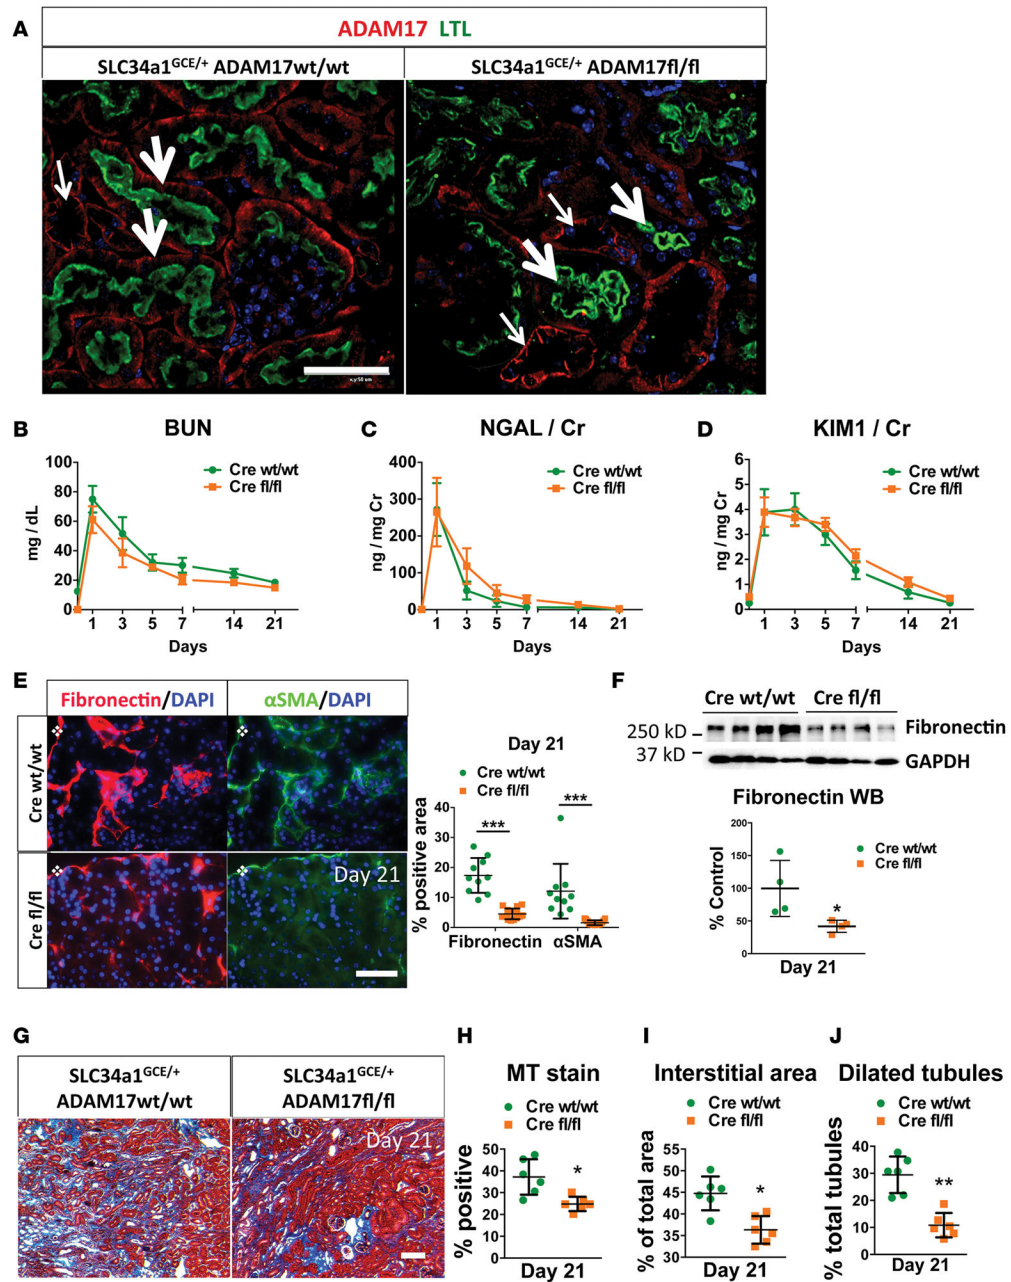 A
ADAM17 LTL
SLC34a1GCE/+ ADAM17wt/wt
SLC34a1GCE/+ ADAM17fl/fl
x,y:50 um
B
BUN
Cre wt/wt
Cre fl/fl
mg / dL
100
80
60
40
20
0
1 3 5 7 14 21
Days
C
NGAL / Cr
Cre wt/wt
Cre fl/fl
ng / mg Cr
400
300
200
100
0
1 3 5 7 14 21
Days
D
KIM1 / Cr
Cre wt/wt
Cre fl/fl
ng / mg Cr
6
5
4
3
2
1
0
1 3 5 7 14 21
Days
E
Fibronectin/DAPI
αSMA/DAPI
Cre wt/wt
Cre fl/fl
Day 21
Day 21
Cre wt/wt
Cre fl/fl
% positive area
40
30
20
10
0
***
***
Fibronectin αSMA
F
Cre wt/wt Cre fl/fl
250 kD
37 kD
Fibronectin
GAPDH
Fibronectin WB
Cre wt/wt
Cre fl/fl
% Control
200
150
100
50
0
*
Day 21
G
SLC34a1GCE/+
ADAM17wt/wt
SLC34a1GCE/+
ADAM17fl/fl
Day 21
H
MT stain
Cre wt/wt
Cre fl/fl
% positive
50
40
30
20
10
0
*
Day 21
I
Interstitial area
Cre wt/wt
Cre fl/fl
% of total area
55
50
45
40
35
30
*
Day 21
J
Dilated tubules
Cre wt/wt
Cre fl/fl
% total tubules
40
30
20
10
0
**
Day 21